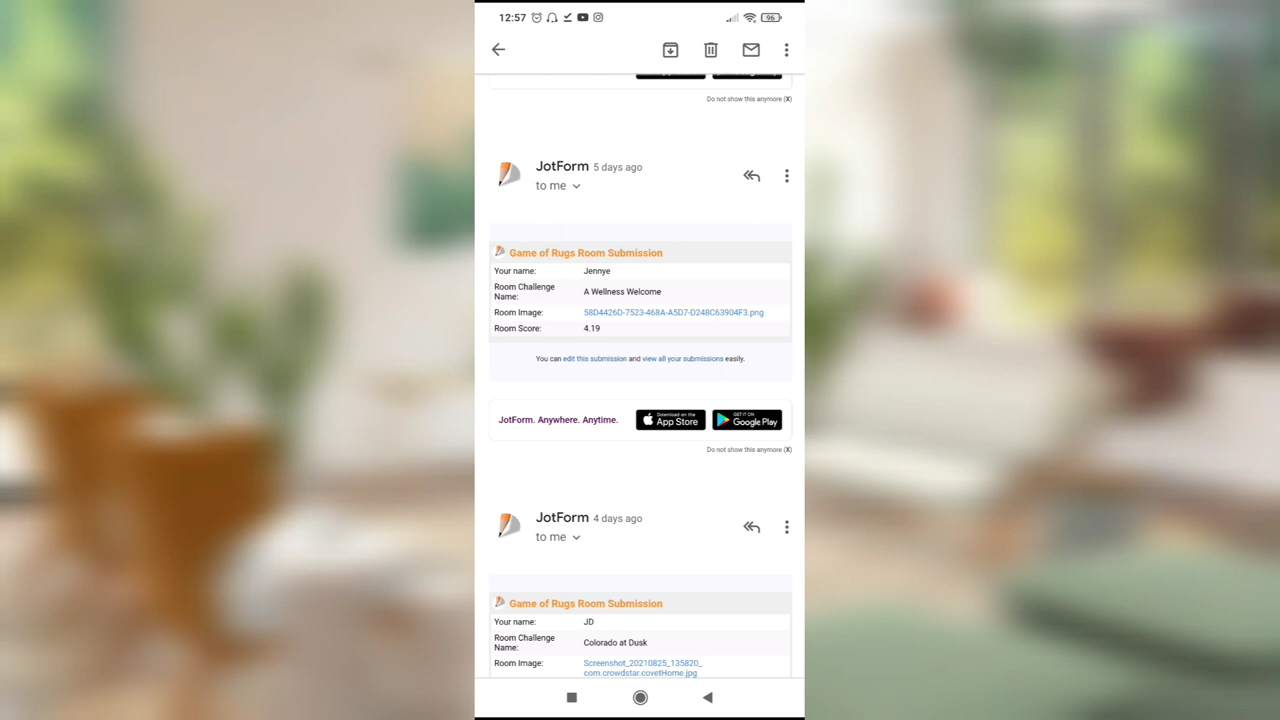 12:57 96
Do not show this anymore (X)
JotForm 5 days ago
to me
Game of Rugs Room Submission
Your name: Jennye
Room Challenge Name: A Wellness Welcome
Room Image: 58D4426D-7523-468A-A5D7-D248C63904F3.png
Room Score: 4.19
You can edit this submission and view all your submissions easily.
JotForm. Anywhere. Anytime. Download on the App Store GET IT ON Google Play
Do not show this anymore (X)
JotForm 4 days ago
to me
Game of Rugs Room Submission
Your name: JD
Room Challenge Name: Colorado at Dusk
Room Image: Screenshot_20210825_135820_
com.crowdstar.covetHome.jpg